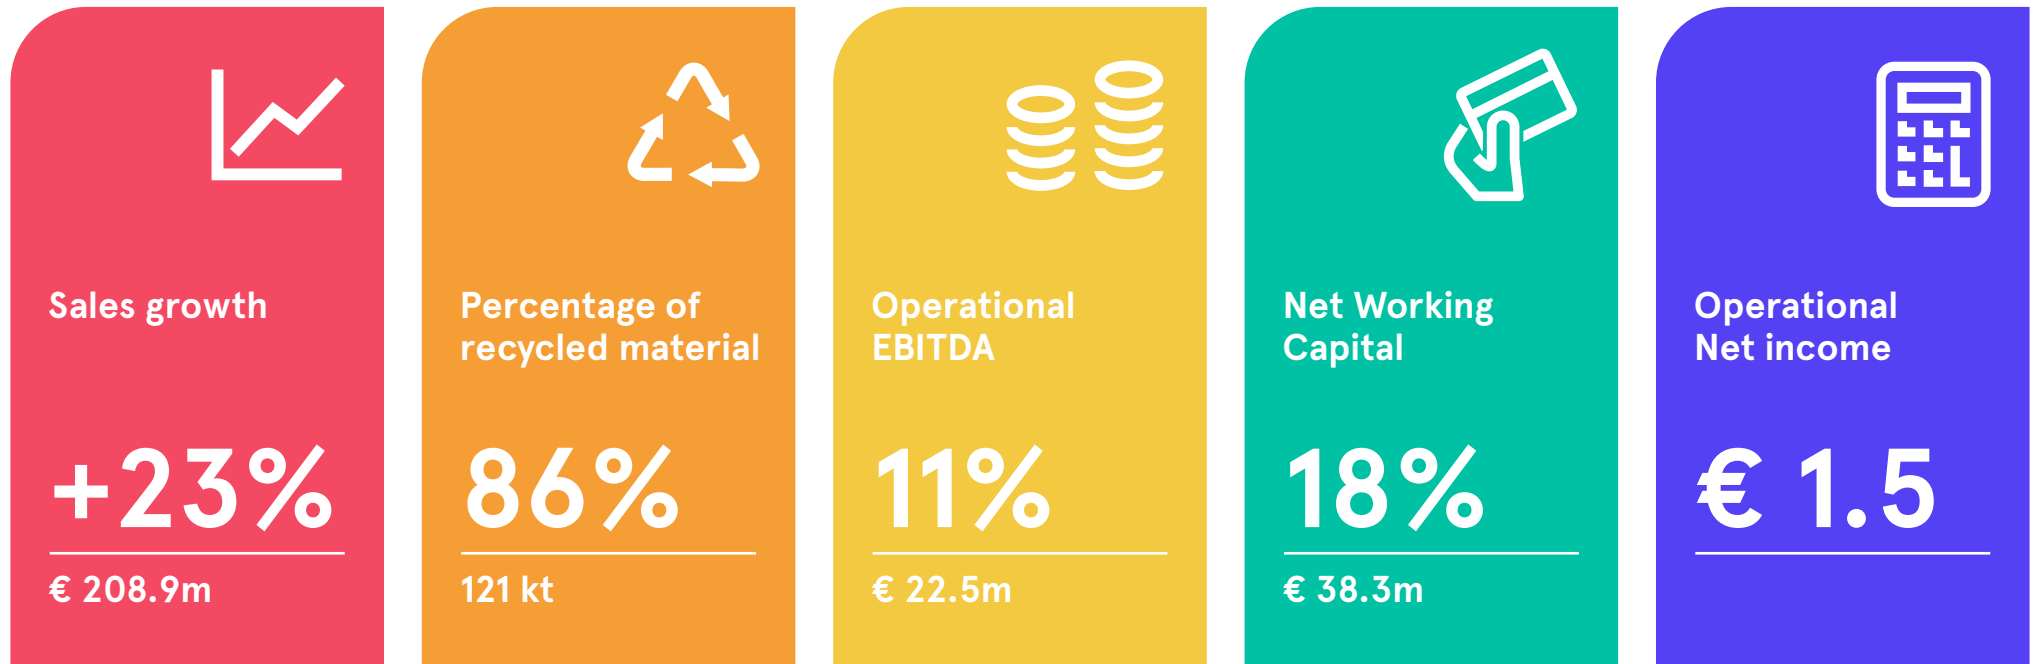 Sales growth
+23%
€ 208.9m
Percentage of
recycled material
86%
121 kt
Operational
EBITDA
11%
€ 22.5m
Net Working
Capital
18%
€ 38.3m
Operational
Net income
€ 1.5